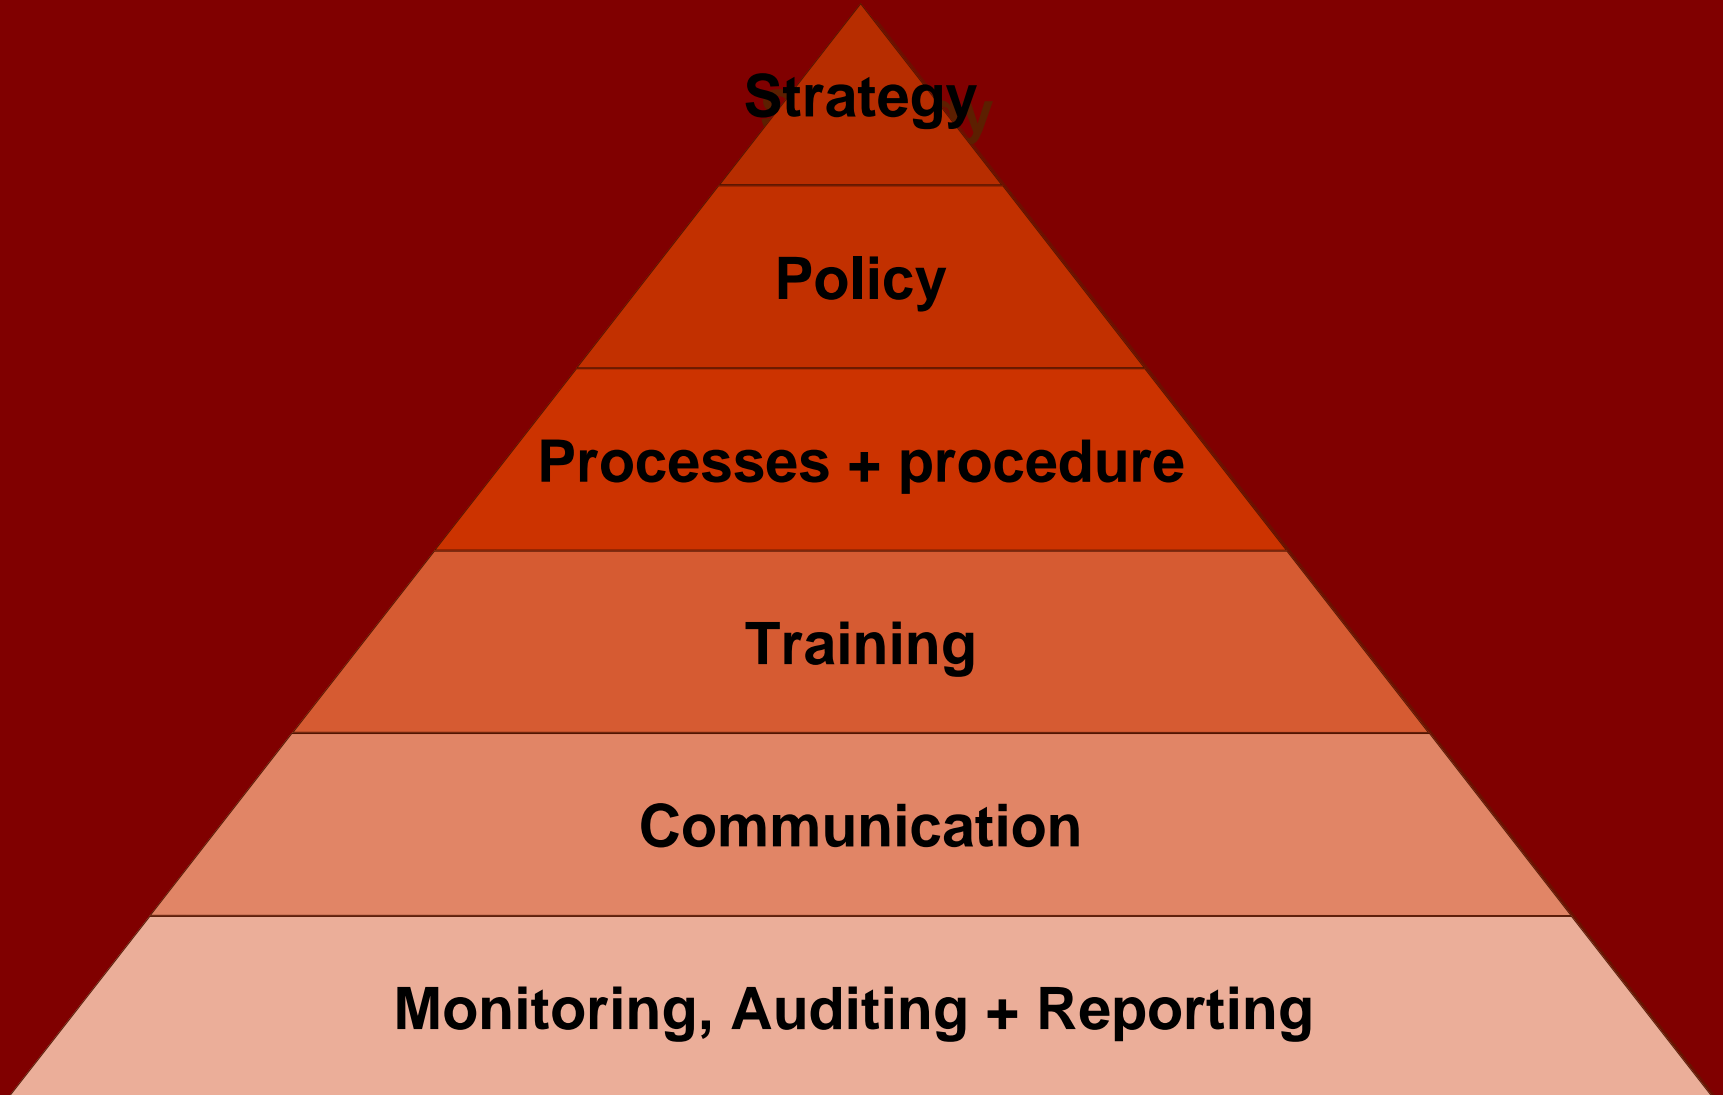 Strategy
Policy
Processes + procedure
Training
Communication
Monitoring, Auditing + Reporting